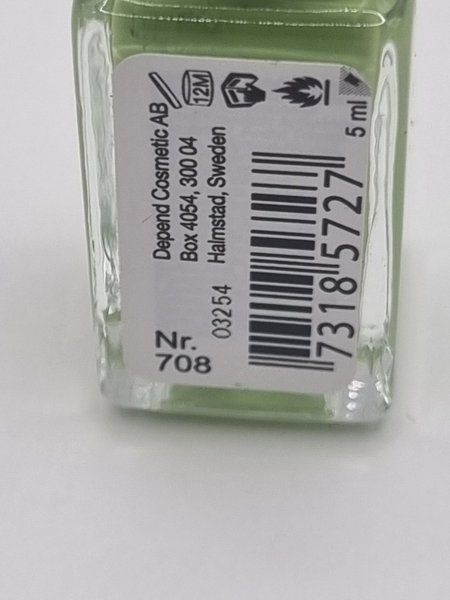 Depend Cosmetic AB
Box 4054, 300 04
Halmstad, Sweden
12M
5 ml
03254
Nr.
708
7318 5727